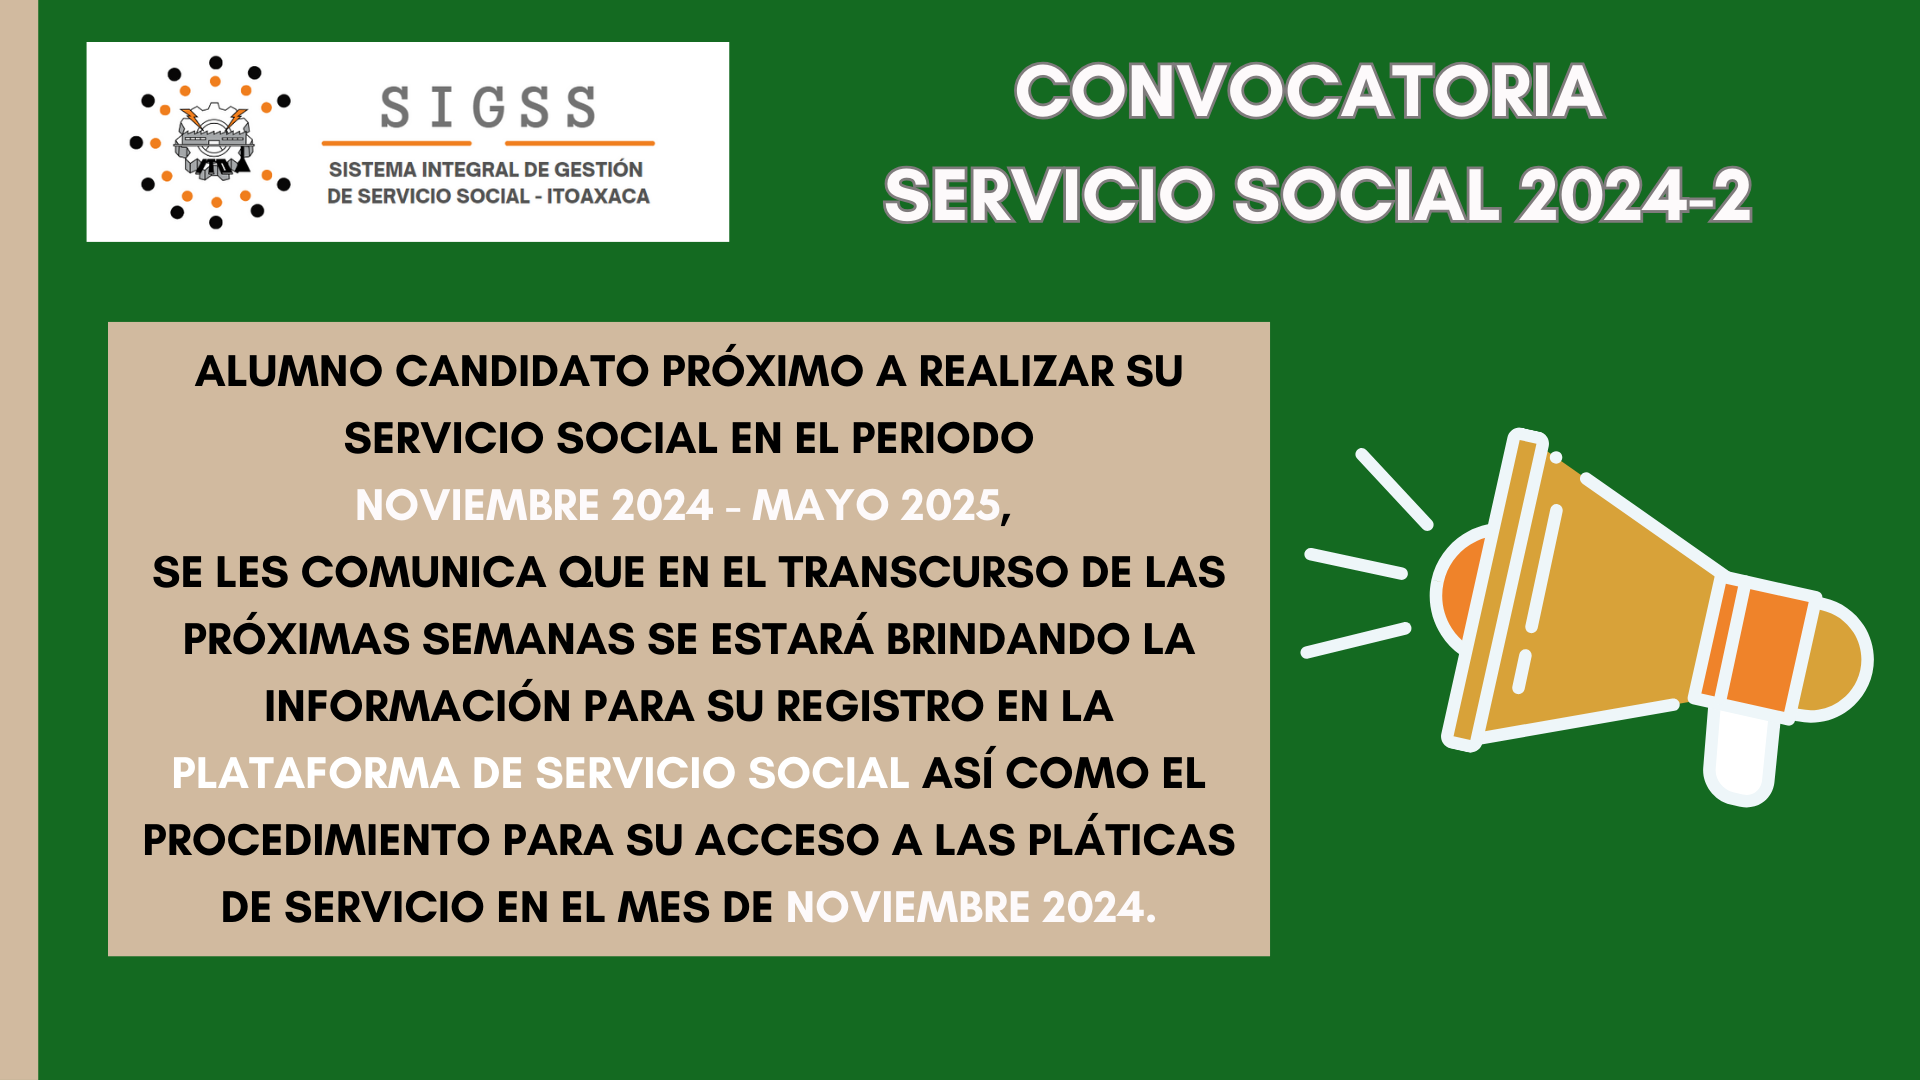 SIGSS
SISTEMA INTEGRAL DE GESTIÓN
DE SERVICIO SOCIAL - ITOAXACA
CONVOCATORIA
SERVICIO SOCIAL 2024-2
ALUMNO CANDIDATO PRÓXIMO A REALIZAR SU
SERVICIO SOCIAL EN EL PERIODO
NOVIEMBRE 2024 - MAYO 2025,
SE LES COMUNICA QUE EN EL TRANSCURSO DE LAS
PRÓXIMAS SEMANAS SE ESTARÁ BRINDANDO LA
INFORMACIÓN PARA SU REGISTRO EN LA
PLATAFORMA DE SERVICIO SOCIAL ASÍ COMO EL
PROCEDIMIENTO PARA SU ACCESO A LAS PLÁTICAS
DE SERVICIO EN EL MES DE NOVIEMBRE 2024.